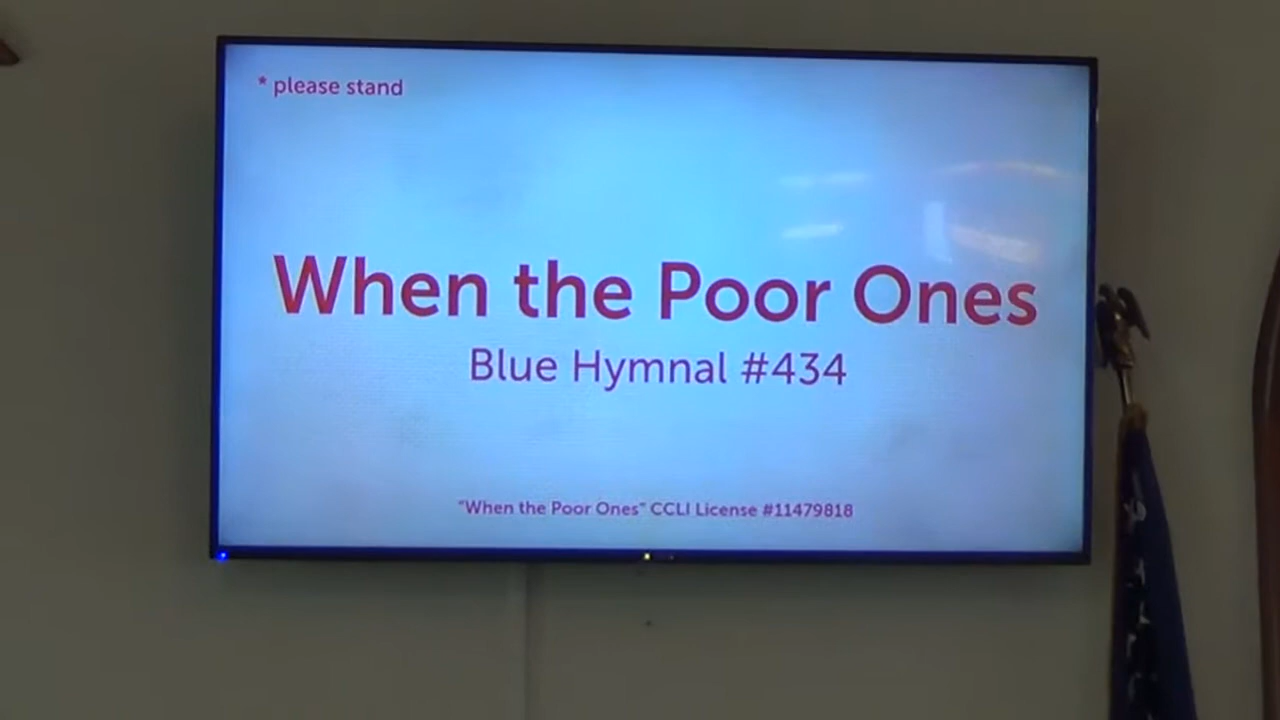 * please stand
When the Poor Ones
Blue Hymnal #434
"When the Poor Ones" CCLI License #11479818